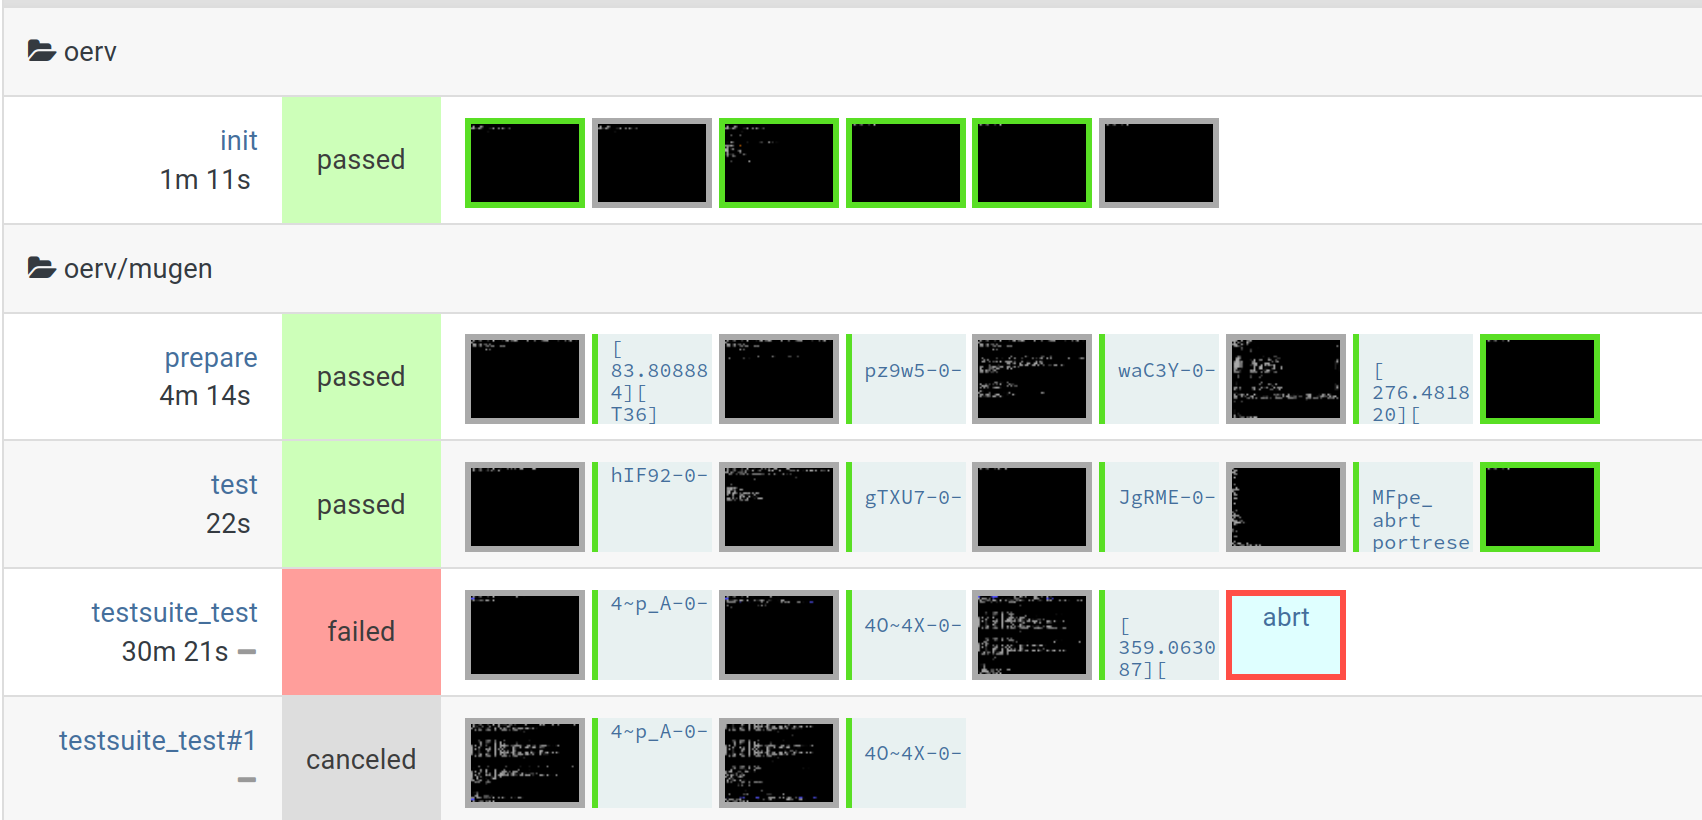 oerv
init
1m 11s
passed
oerv/mugen
prepare
4m 14s
passed
[
83.80888
4][
T36]
pz9w5-0-
waC3Y-0-
[
276.4818
20][
test
22s
passed
hIF92-0-
gTXU7-0-
JgRME-0-
MFpe_
abrt
portrese
testsuite_test
30m 21s
failed
4~p_A-0-
4O~4X-0-
[
359.0630
87][
abrt
testsuite_test#1
canceled
4~p_A-0-
4O~4X-0-